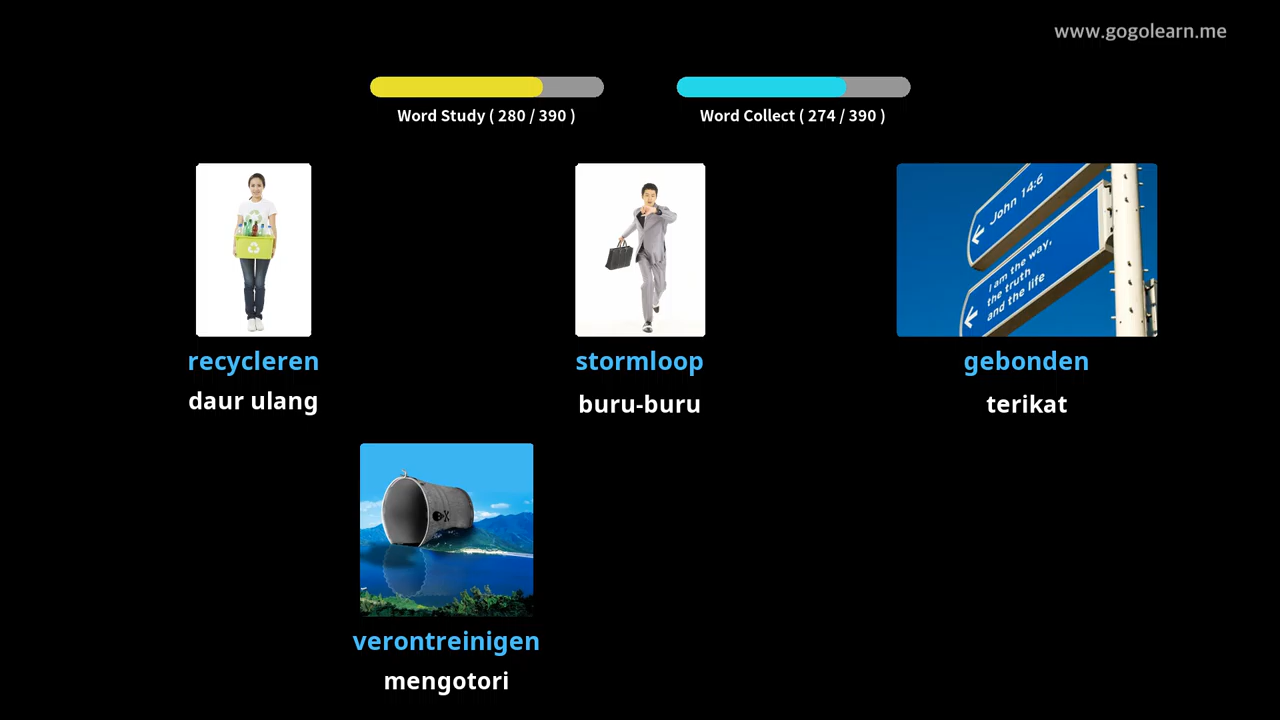 www.gogolearn.me
Word Study ( 280 / 390 )
Word Collect ( 274 / 390 )
John 14:6
I am the way,
the truth
and the life
recycleren
stormloop
gebonden
daur ulang
buru-buru
terikat
verontreinigen
mengotori